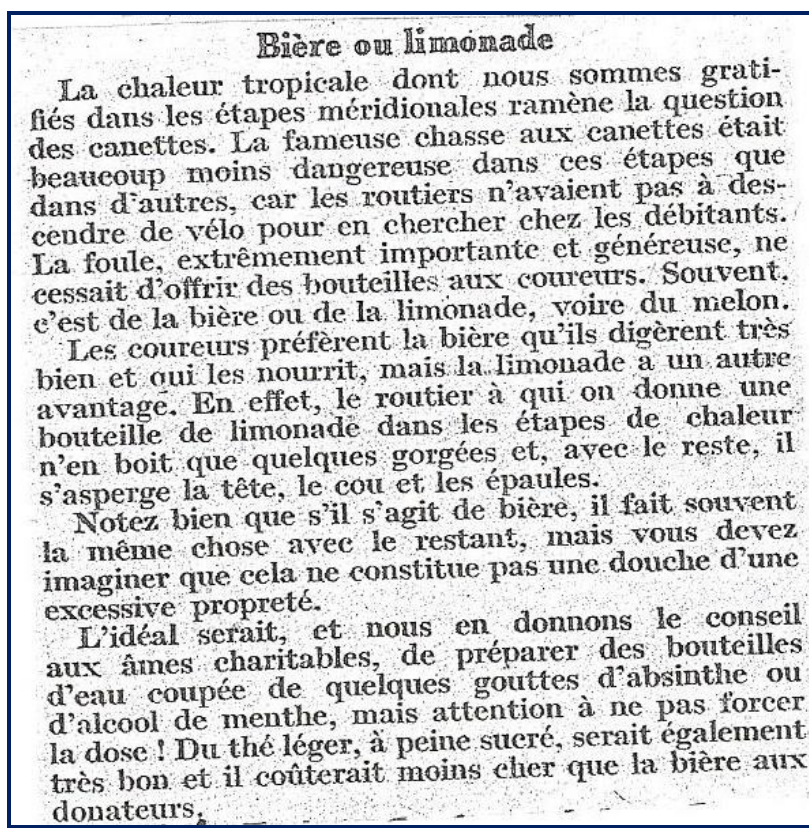 Bière ou limonade
La chaleur tropicale dont nous sommes grati-
fiés dans les étapes méridionales ramène la question
des canettes. La fameuse chasse aux canettes était
beaucoup moins dangereuse dans ces étapes que
dans d'autres, car les routiers n'avaient pas à des-
cendre de vélo pour en chercher chez les débitants.
La foule, extrêmement importante et généreuse, ne
cessait d'offrir des bouteilles aux coureurs. Souvent.
c'est de la bière ou de la limonade, voire du melon.
Les coureurs préfèrent la bière qu'ils digèrent très
bien et qui les nourrit, mais la limonade a un autre
avantage. En effet, le routier à qui on donne une
bouteille de limonade dans les étapes de chaleur
n'en boit que quelques gorgées et, avec le reste, il
s'asperge la tête, le cou et les épaules.
Notez bien que s'il s'agit de bière, il fait souvent
la même chose avec le restant, mais vous devez
imaginer que cela ne constitue pas une douche d'une
excessive propreté.
L'idéal serait, et nous en donnons le conseil
aux âmes charitables, de préparer des bouteilles
d'eau coupée de quelques gouttes d'absinthe ou
d'alcool de menthe, mais attention à ne pas forcer
la dose ! Du thé léger, à peine sucré, serait également
très bon et il coûterait moins cher que la bière aux
donateurs.